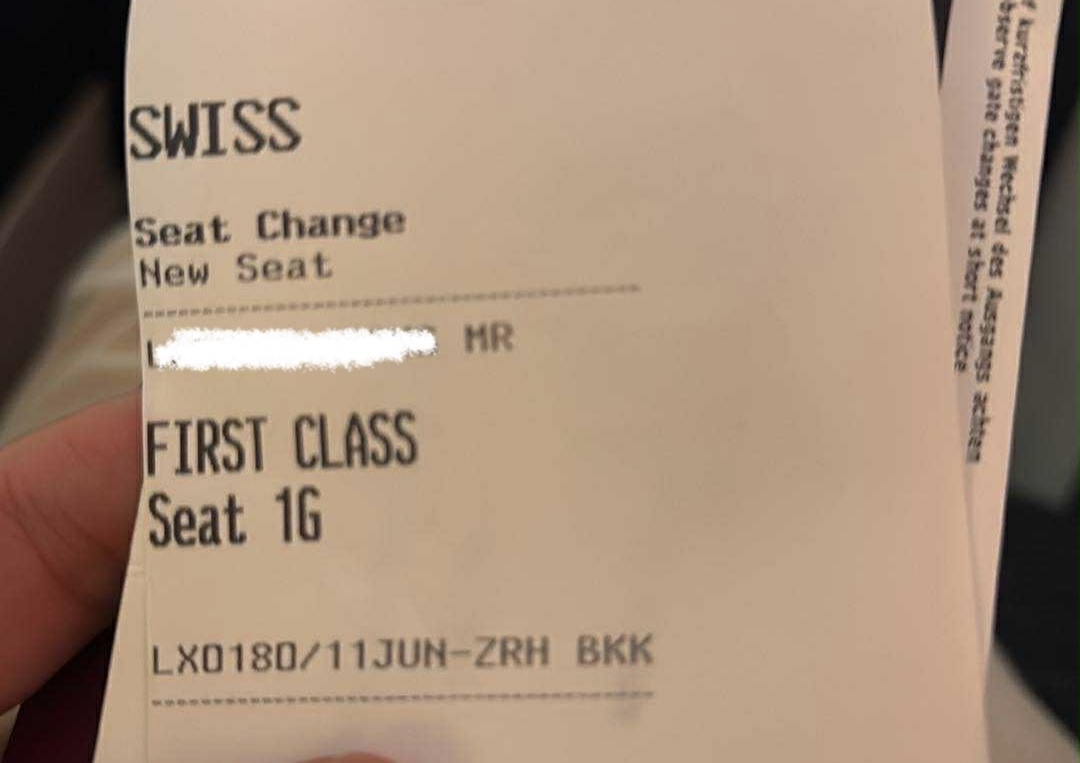 SWISS
Seat Change
New Seat
MR
FIRST CLASS
Seat 1G
LX0180/11JUN-ZRH BKK
kurzfristigen Wechsel des Ausgangs achten
observe gate changes at short notice